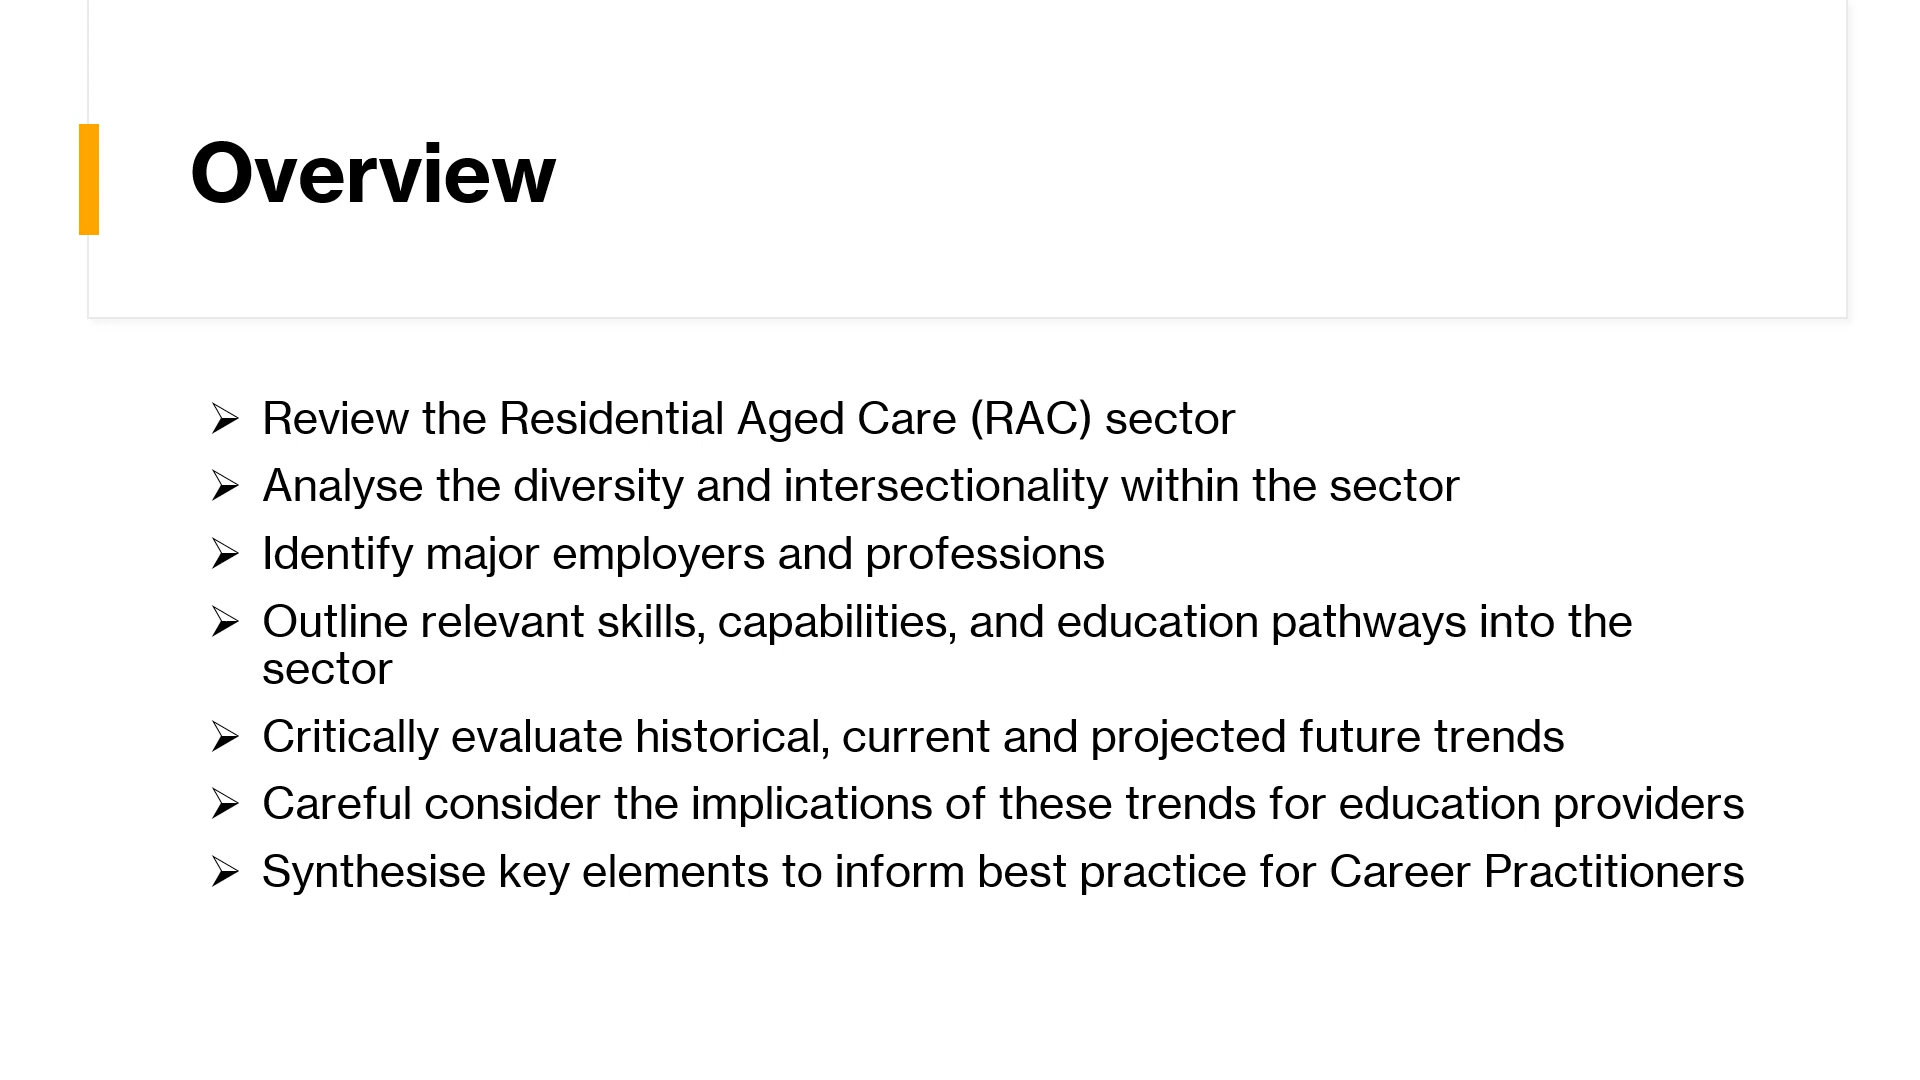 Overview
➢ Review the Residential Aged Care (RAC) sector
➢ Analyse the diversity and intersectionality within the sector
➢ Identify major employers and professions
➢ Outline relevant skills, capabilities, and education pathways into the
sector
➢ Critically evaluate historical, current and projected future trends
➢ Careful consider the implications of these trends for education providers
➢ Synthesise key elements to inform best practice for Career Practitioners